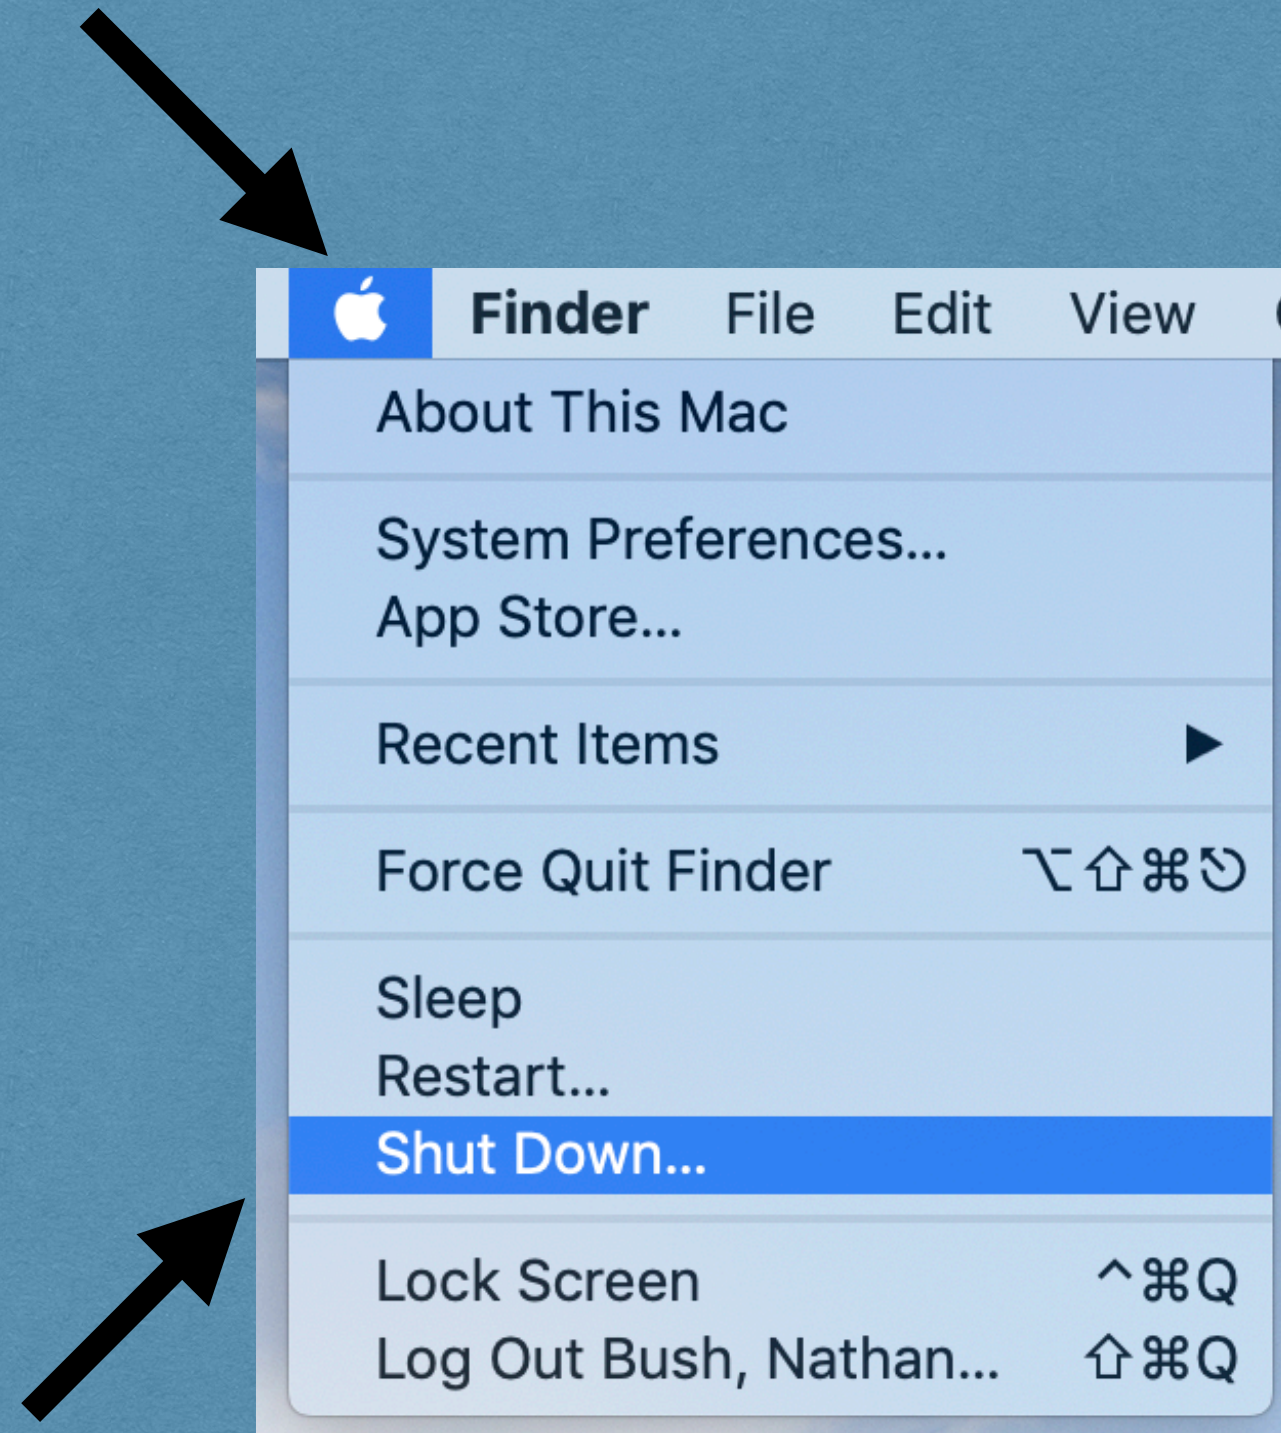 Finder File Edit View
About This Mac
System Preferences...
App Store...
Recent Items ▶
Force Quit Finder ⌥⇧⌘⎋
Sleep
Restart...
Shut Down...
Lock Screen ^⌘Q
Log Out Bush, Nathan... ⇧⌘Q